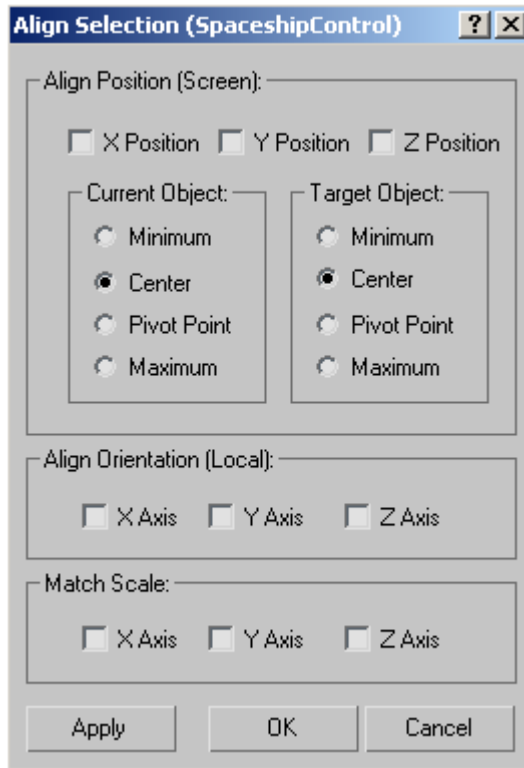 Align Selection (SpaceshipControl) ? X
Align Position (Screen):
X Position Y Position Z Position
Current Object: Target Object:
Minimum Minimum
Center Center
Pivot Point Pivot Point
Maximum Maximum
Align Orientation (Local):
X Axis Y Axis Z Axis
Match Scale:
X Axis Y Axis Z Axis
Apply OK Cancel